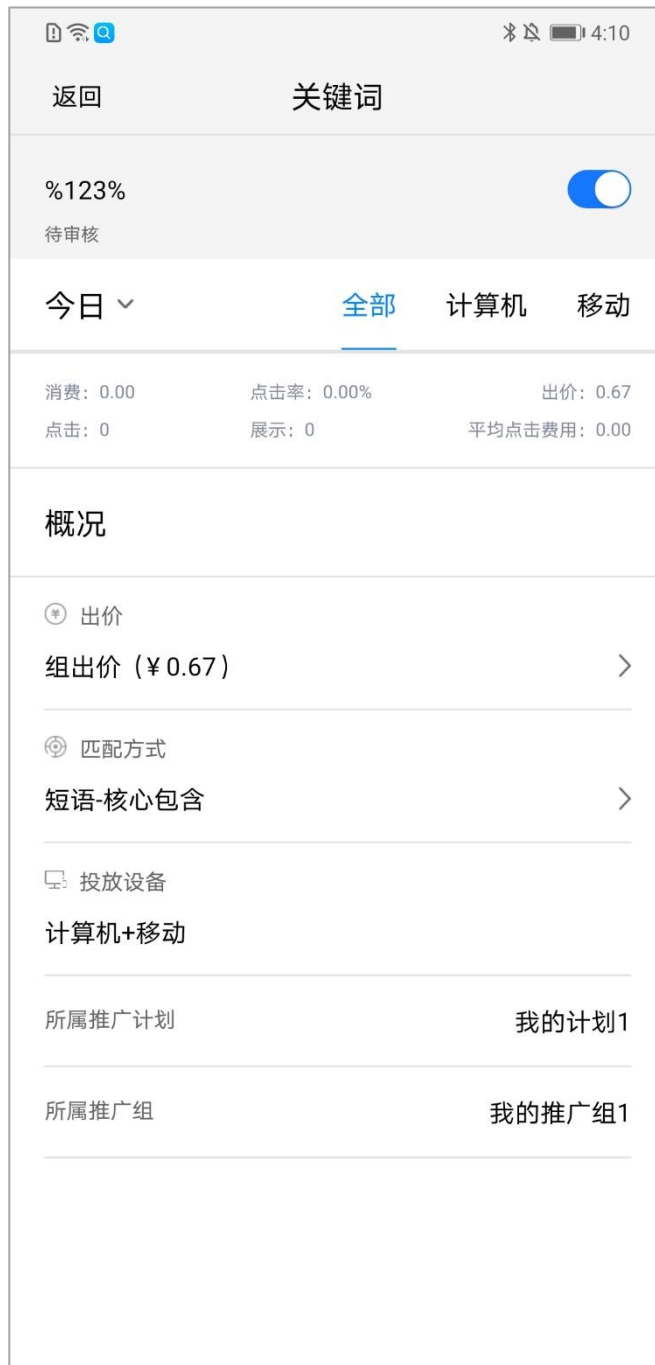 4:10
返回 关键词
%123%
待审核
今日 全部 计算机 移动
消费：0.00 点击率：0.00% 出价：0.67
点击：0 展示：0 平均点击费用：0.00
概况
出价
组出价（¥0.67）
匹配方式
短语-核心包含
投放设备
计算机+移动
所属推广计划 我的计划1
所属推广组 我的推广组1